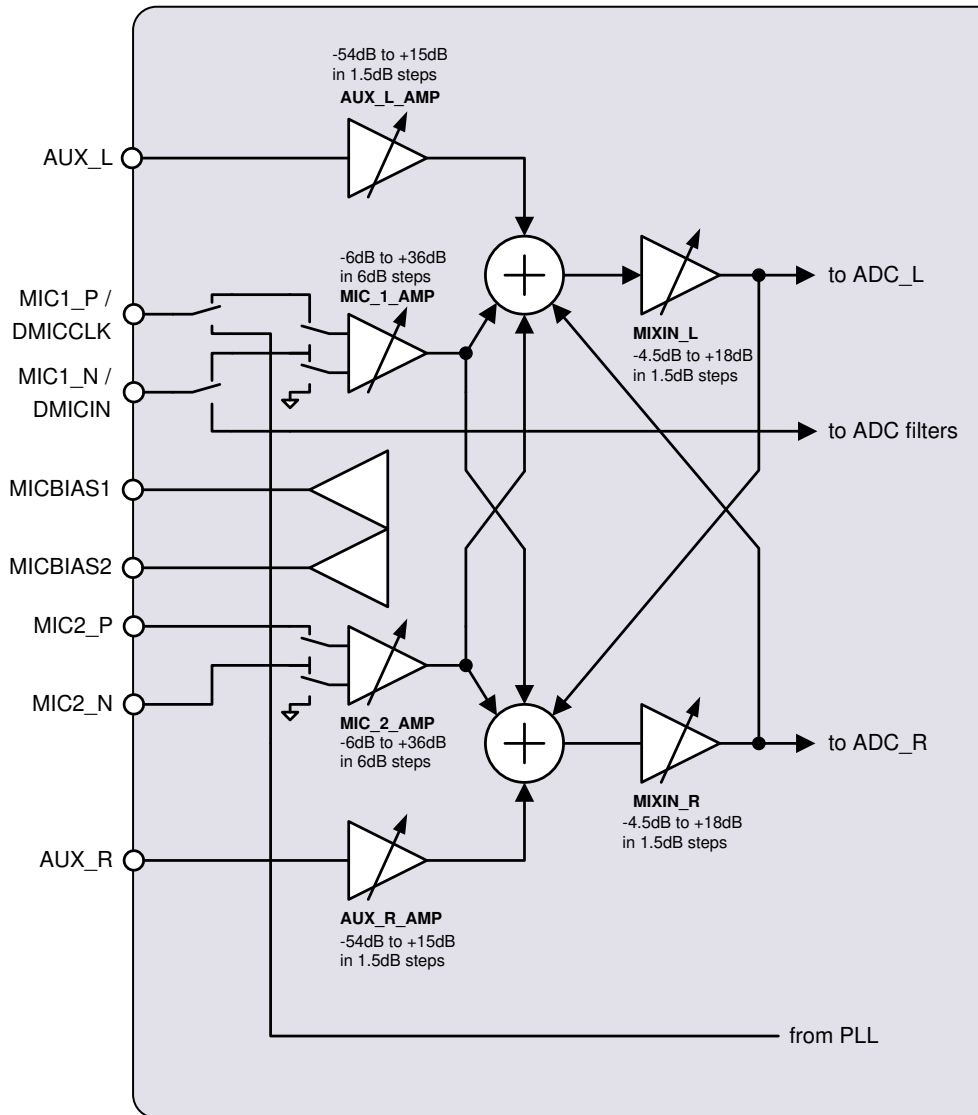 -54dB to +15dB
in 1.5dB steps
AUX_L_AMP
AUX_L
-6dB to +36dB
in 6dB steps
MIC_1_AMP
MIC1_P /
DMICCLK
MIC1_N /
DMICIN
to ADC_L
MIXIN_L
-4.5dB to +18dB
in 1.5dB steps
to ADC filters
MICBIAS1
MICBIAS2
MIC2_P
MIC2_N
MIC_2_AMP
-6dB to +36dB
in 6dB steps
to ADC_R
MIXIN_R
-4.5dB to +18dB
in 1.5dB steps
AUX_R
AUX_R_AMP
-54dB to +15dB
in 1.5dB steps
from PLL